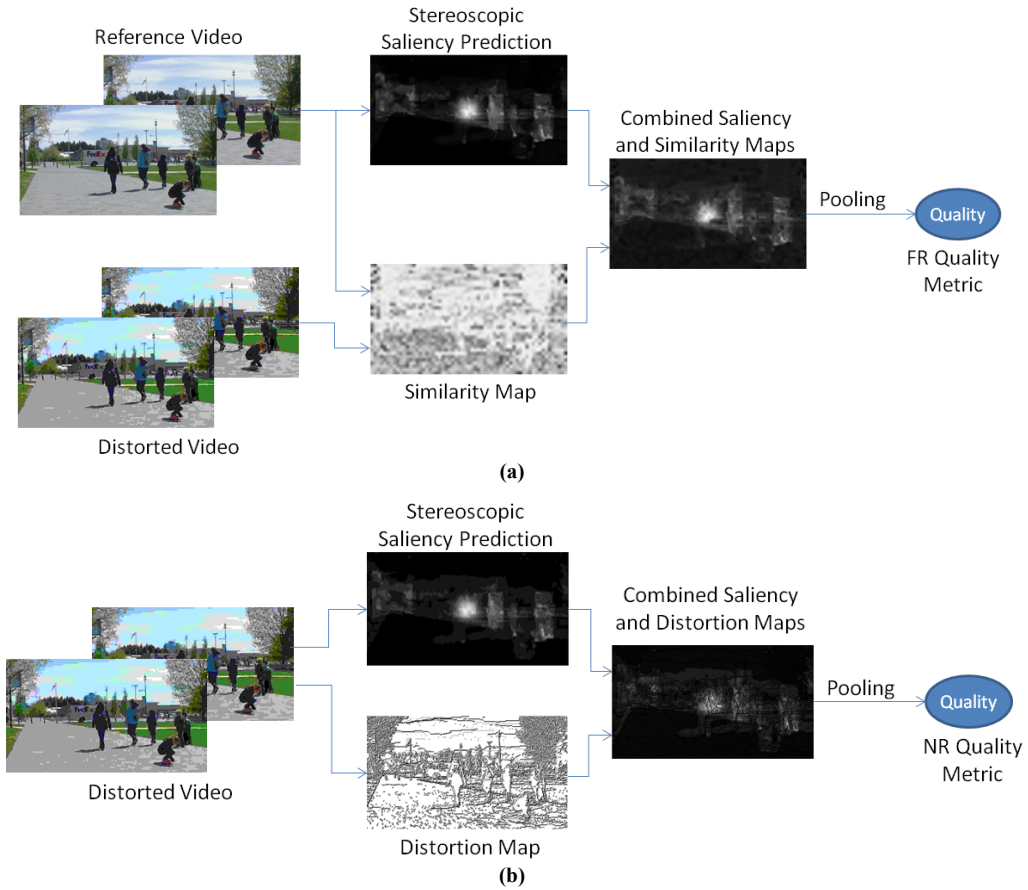 Reference Video
Stereoscopic
Saliency Prediction
FedEx
Combined Saliency
and Similarity Maps
Pooling
Quality
FR Quality
Metric
Similarity Map
Distorted Video
(a)
Stereoscopic
Saliency Prediction
Combined Saliency
and Distortion Maps
Pooling
Quality
NR Quality
Metric
Distorted Video
Distortion Map
(b)